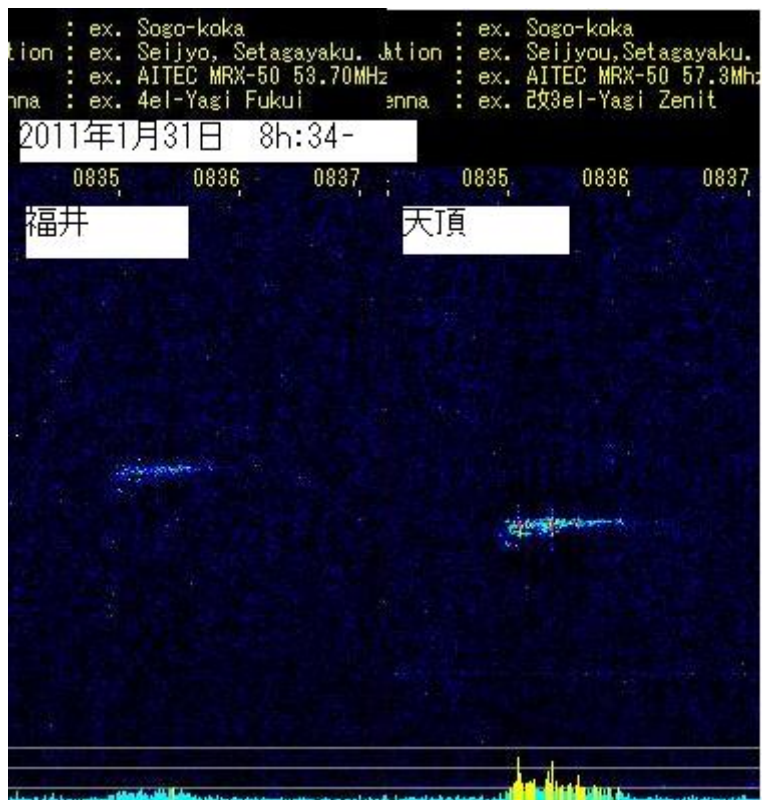 : ex. Sogo-koka
tion : ex. Seijyo, Setagayaku.
: ex. AITEC MRX-50 53.70MHz
nna : ex. 4el-Yagi Fukui
: ex. Sogo-koka
ation : ex. Seijyou,Setagayaku.
: ex. AITEC MRX-50 57.3Mhz
enna : ex. 改3el-Yagi Zenit
2011年1月31日 8h:34-
0835 0836 0837
0835 0836 0837
福井
天頂